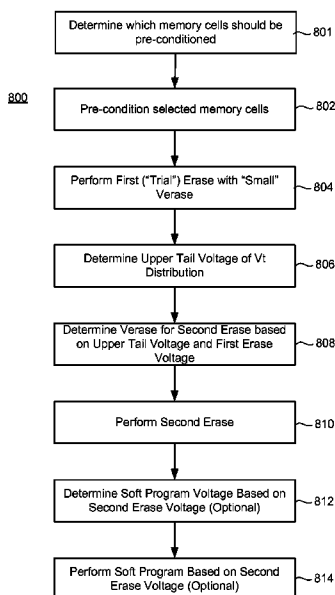 Determine which memory cells should be
pre-conditioned
801
800
Pre-condition selected memory cells
802
Perform First ("Trial") Erase with "Small"
Verase
804
Determine Upper Tail Voltage of Vt
Distribution
806
Determine Verase for Second Erase based
on Upper Tail Voltage and First Erase
Voltage
808
Perform Second Erase
810
Determine Soft Program Voltage Based on
Second Erase Voltage (Optional)
812
Perform Soft Program Based on Second
Erase Voltage (Optional)
814